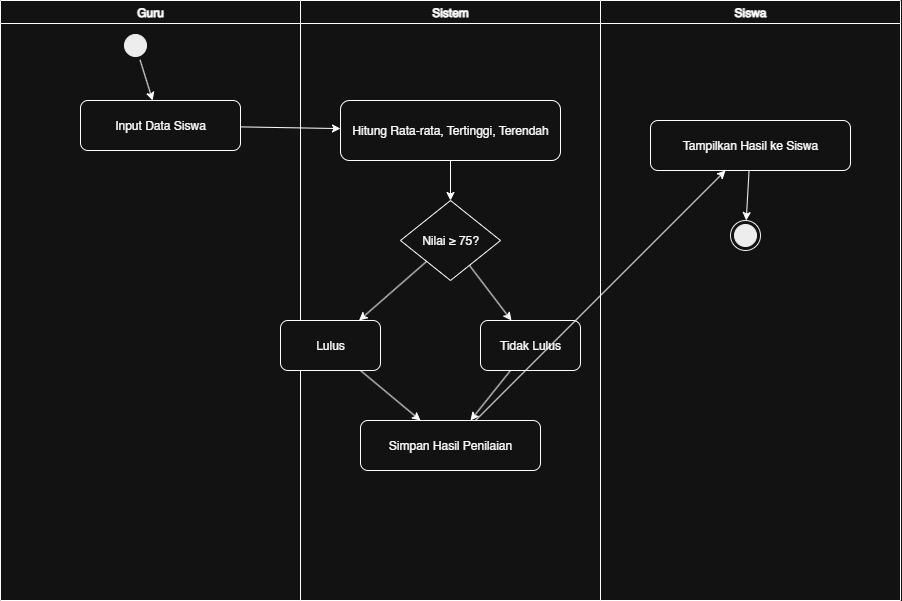 Guru
Sistem
Siswa
Input Data Siswa
Hitung Rata-rata, Tertinggi, Terendah
Tampilkan Hasil ke Siswa
Nilai ≥ 75?
Lulus
Tidak Lulus
Simpan Hasil Penilaian